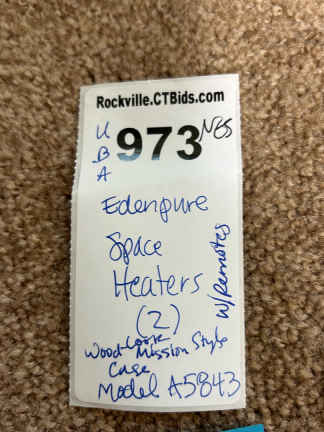 Rockville.CTBids.com
U
B
A
973
NES
Edenpure
Space
Heaters
(2)
w/Remotes
Wood-look
Mission Style
Case
Model A5843